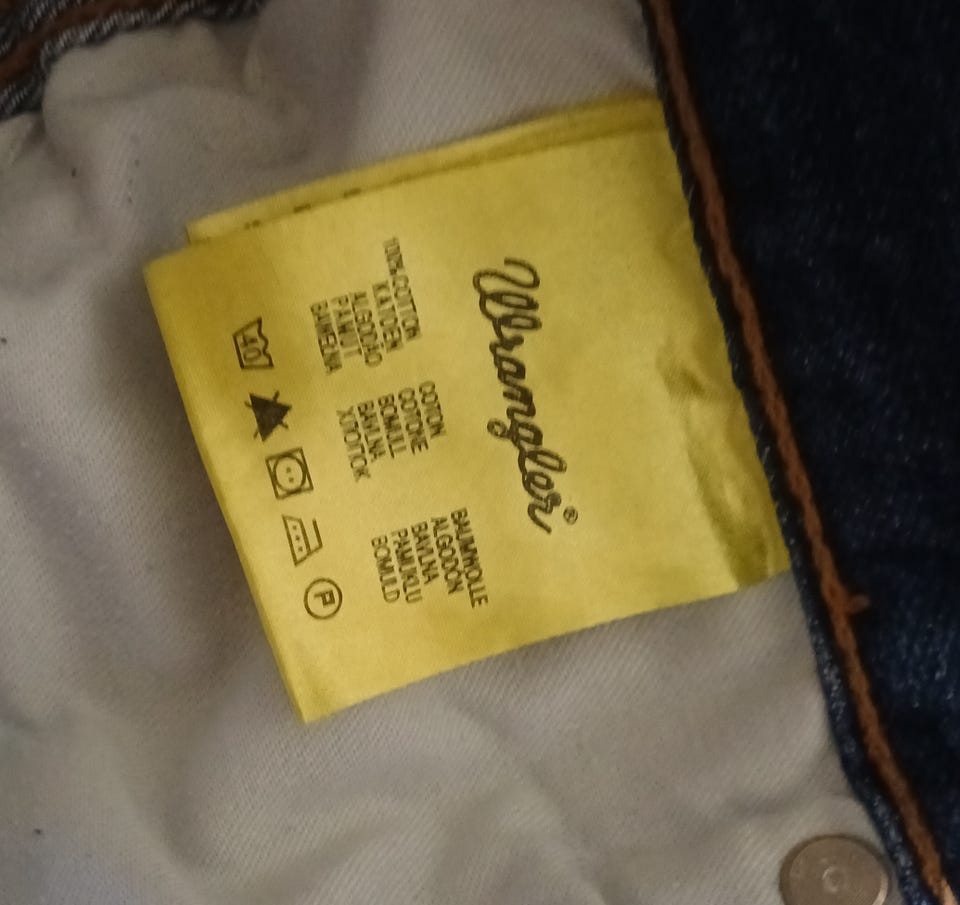 Wrangler®
100% COTTON COTON BAUMWOLLE
KATOEN COTONE ALGODÓN
ALGODÃO BOMULL BAVLNA
PAMUT BAVLNA PAMUKLU
BAWEŁNA ХЛОПОК BOMULD
40 P